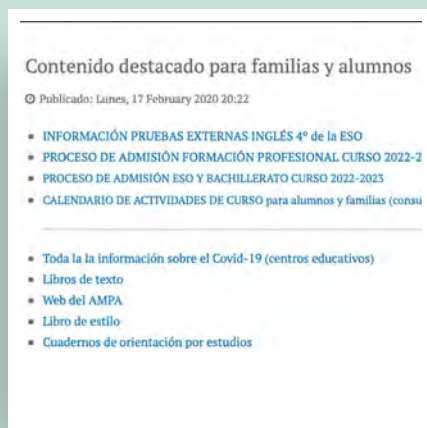 Contenido destacado para familias y alumnos
Publicado: Lunes, 17 February 2020 20:22
INFORMACIÓN PRUEBAS EXTERNAS INGLÉS 4º de la ESO
PROCESO DE ADMISIÓN FORMACIÓN PROFESIONAL CURSO 2022-2
PROCESO DE ADMISIÓN ESO Y BACHILLERATO CURSO 2022-2023
CALENDARIO DE ACTIVIDADES DE CURSO para alumnos y familias (consu
Toda la la información sobre el Covid-19 (centros educativos)
Libros de texto
Web del AMPA
Libro de estilo
Cuadernos de orientación por estudios